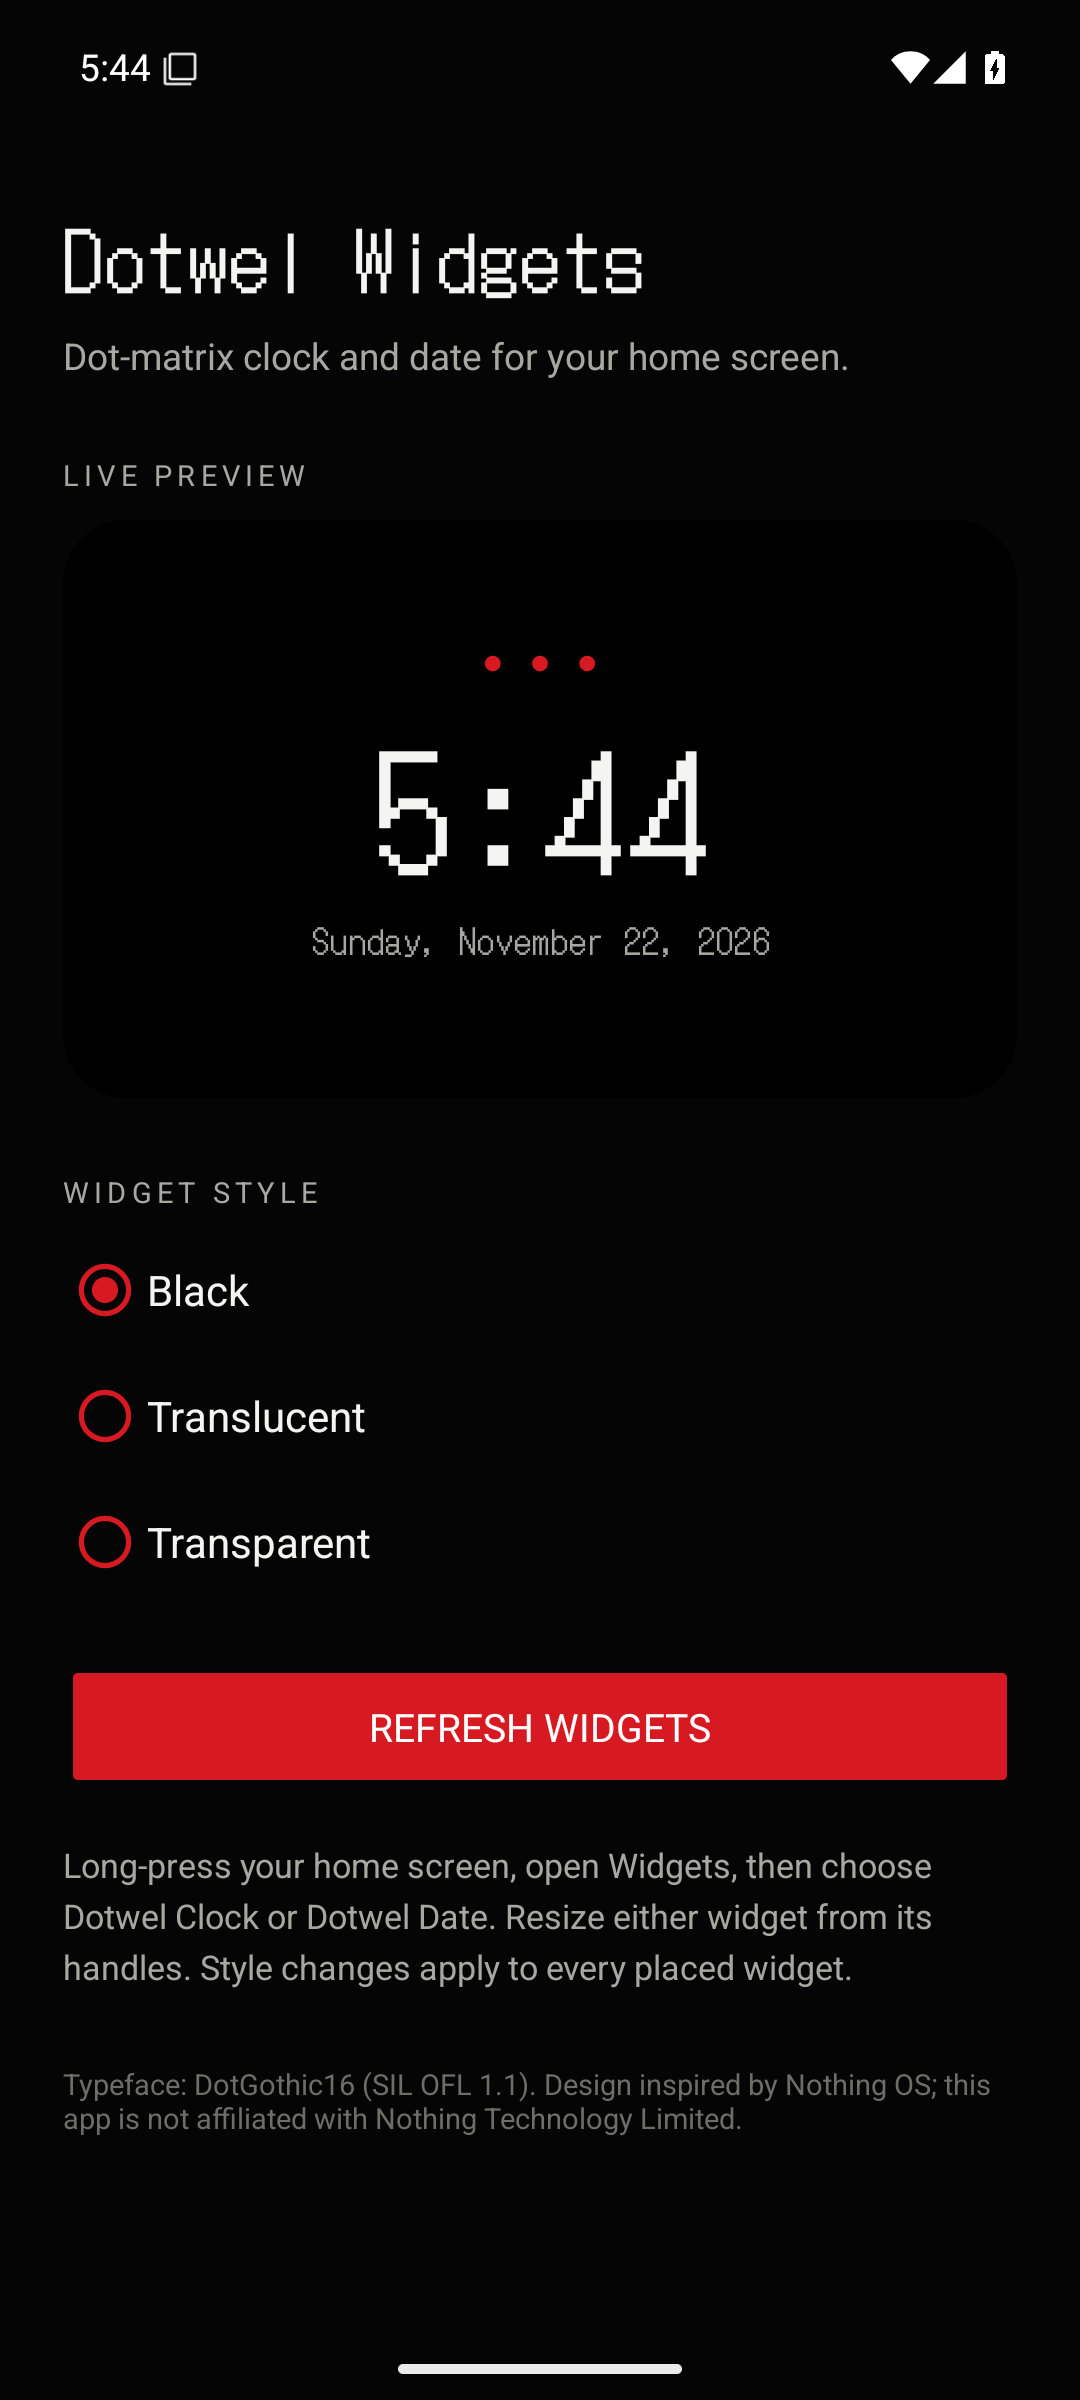 5:44
Dotwel Widgets
Dot-matrix clock and date for your home screen.
LIVE PREVIEW
5:44
Sunday, November 22, 2026
WIDGET STYLE
Black
Translucent
Transparent
REFRESH WIDGETS
Long-press your home screen, open Widgets, then choose
Dotwel Clock or Dotwel Date. Resize either widget from its
handles. Style changes apply to every placed widget.
Typeface: DotGothic16 (SIL OFL 1.1). Design inspired by Nothing OS; this
app is not affiliated with Nothing Technology Limited.